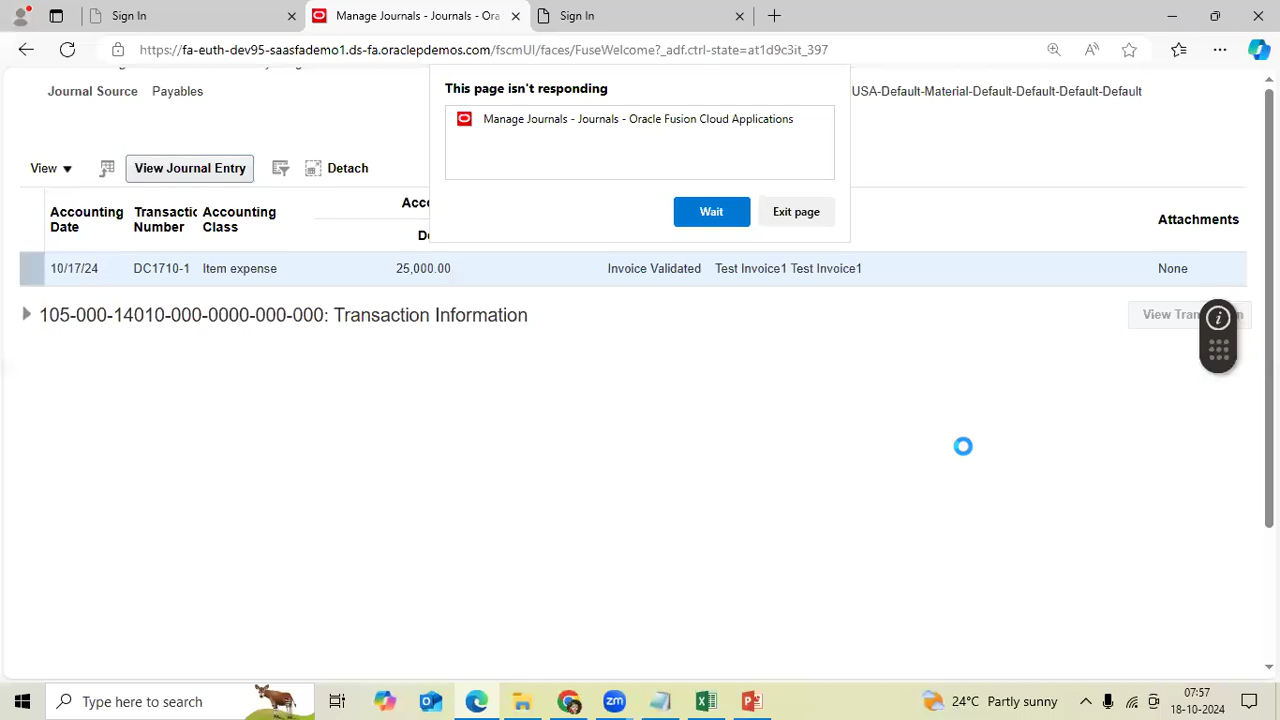 Sign In
Manage Journals - Journals - Ora
Sign In
https://fa-euth-dev95-saasfademo1.ds-fa.oraclepdemos.com/fscmUI/faces/FuseWelcome?_adf.ctrl-state=at1d9c3it_397
Journal Source Payables
USA-Default-Material-Default-Default-Default-Default
This page isn't responding
Manage Journals - Journals - Oracle Fusion Cloud Applications
Wait Exit page
View View Journal Entry Detach
Accounting Date
Transactic Number
Accounting Class
Acco
Attachments
10/17/24 DC1710-1 Item expense 25,000.00 Invoice Validated Test Invoice1 Test Invoice1 None
105-000-14010-000-0000-000-000: Transaction Information
View Tran
Type here to search
24°C Partly sunny
07:57
18-10-2024